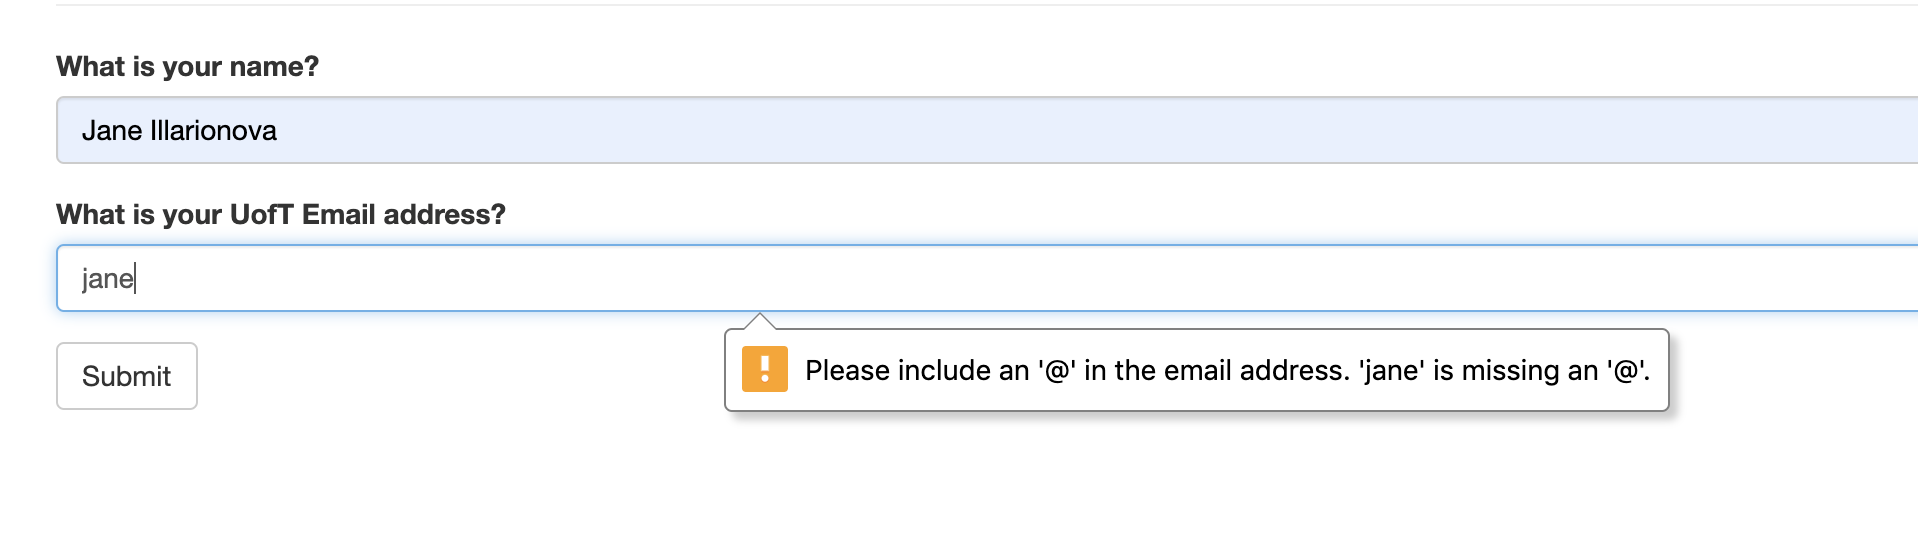 What is your name?
Jane Illarionova
What is your UofT Email address?
jane
Submit
Please include an '@' in the email address. 'jane' is missing an '@'.